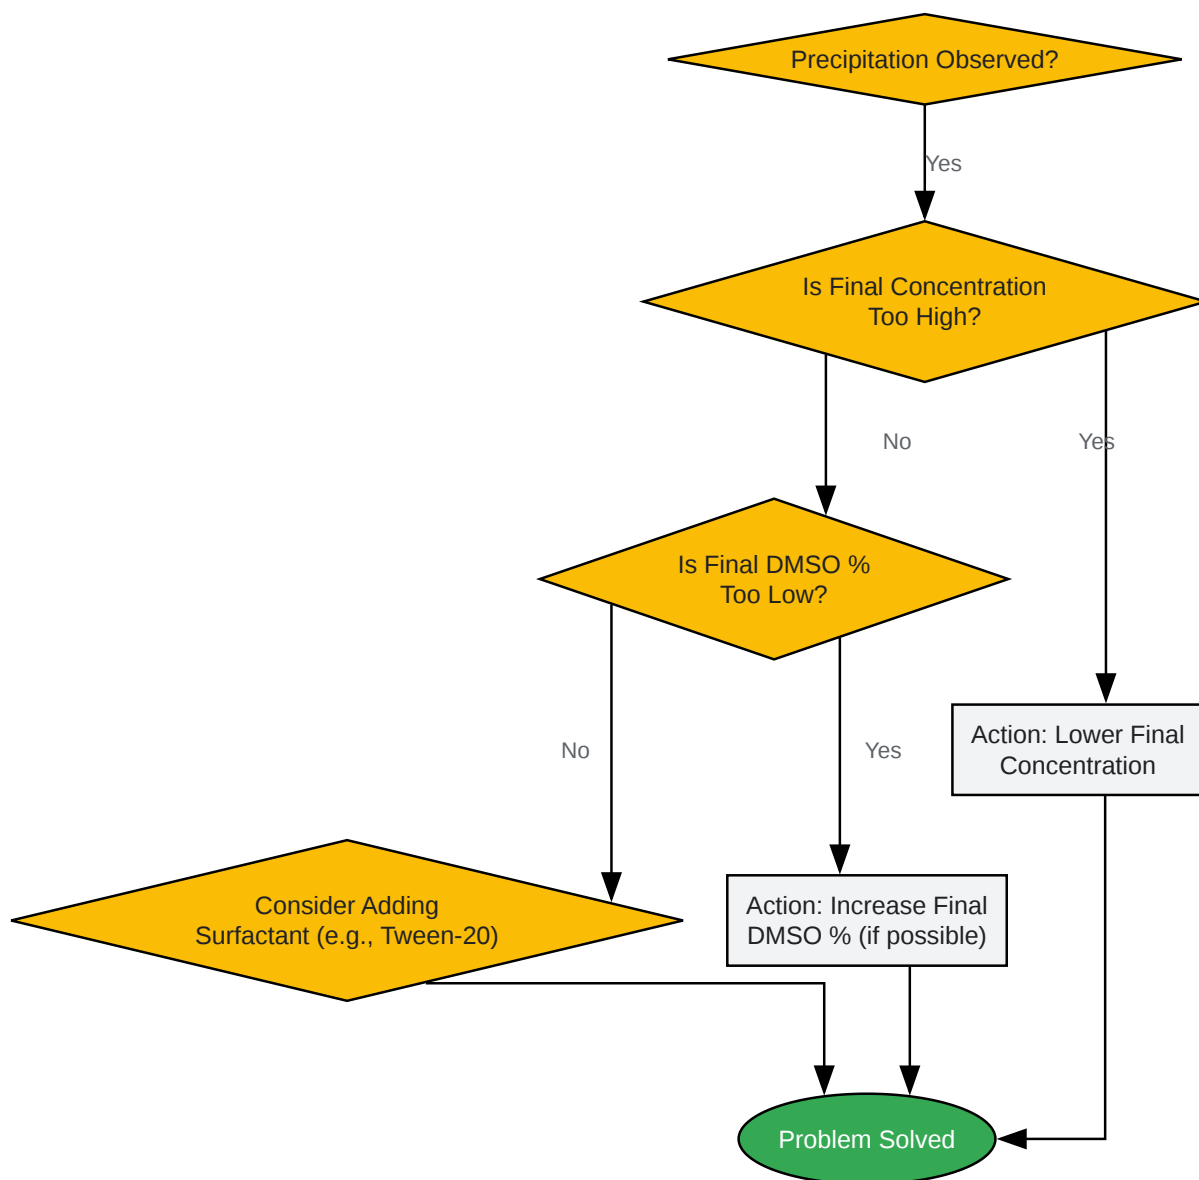 Precipitation Observed?
Yes
Is Final Concentration
Too High?
No
Yes
Is Final DMSO %
Too Low?
No
Yes
Action: Lower Final
Concentration
Consider Adding
Surfactant (e.g., Tween-20)
Action: Increase Final
DMSO % (if possible)
Problem Solved